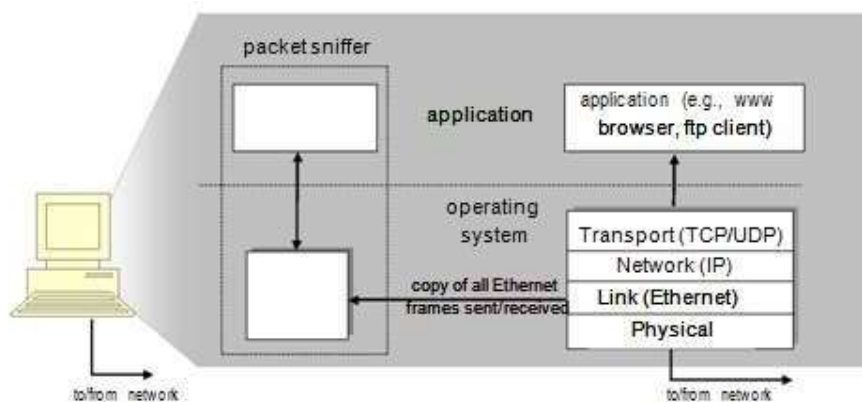 packet sniffer
application
application (e.g., www
browser, ftp client)
operating
system
Transport (TCP/UDP)
Network (IP)
Link (Ethernet)
Physical
copy of all Ethernet
frames sent/received
to/from network
to/from network